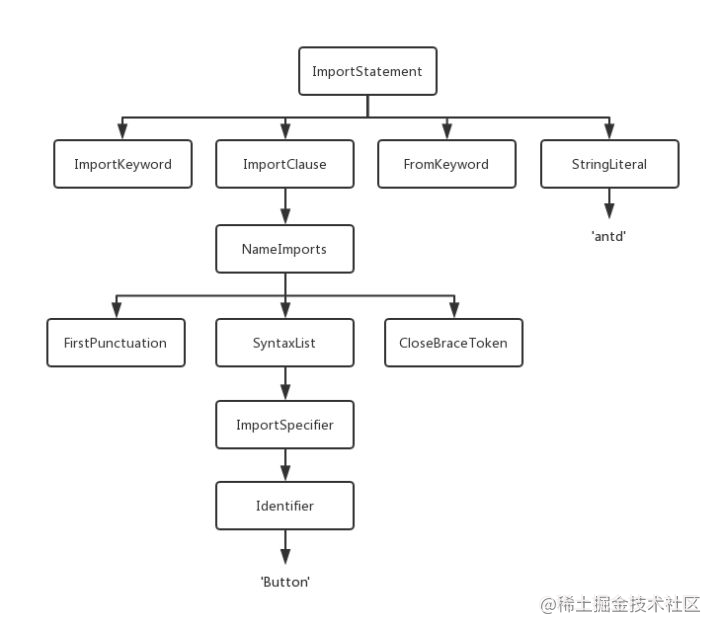 ImportStatement
ImportKeyword
ImportClause
FromKeyword
StringLiteral
'antd'
NameImports
FirstPunctuation
SyntaxList
CloseBraceToken
ImportSpecifier
Identifier
'Button'
@稀土掘金技术社区